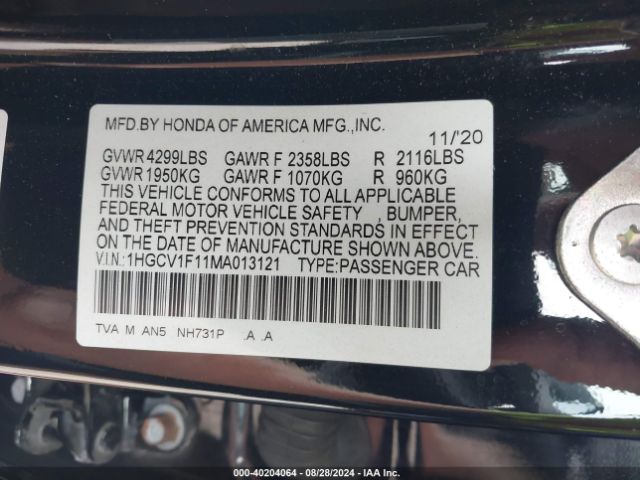 MFD.BY HONDA OF AMERICA MFG.,INC.
11/'20
GVWR 4299LBS GAWR F 2358LBS R 2116LBS
GVWR 1950KG GAWR F 1070KG R 960KG
THIS VEHICLE CONFORMS TO ALL APPLICABLE
FEDERAL MOTOR VEHICLE SAFETY , BUMPER,
AND THEFT PREVENTION STANDARDS IN EFFECT
ON THE DATE OF MANUFACTURE SHOWN ABOVE.
V.I.N.:1HGCV1F11MA013121 TYPE:PASSENGER CAR
TVA M AN5 NH731P .A .A
000-40204064 - 08/28/2024 - IAA Inc.